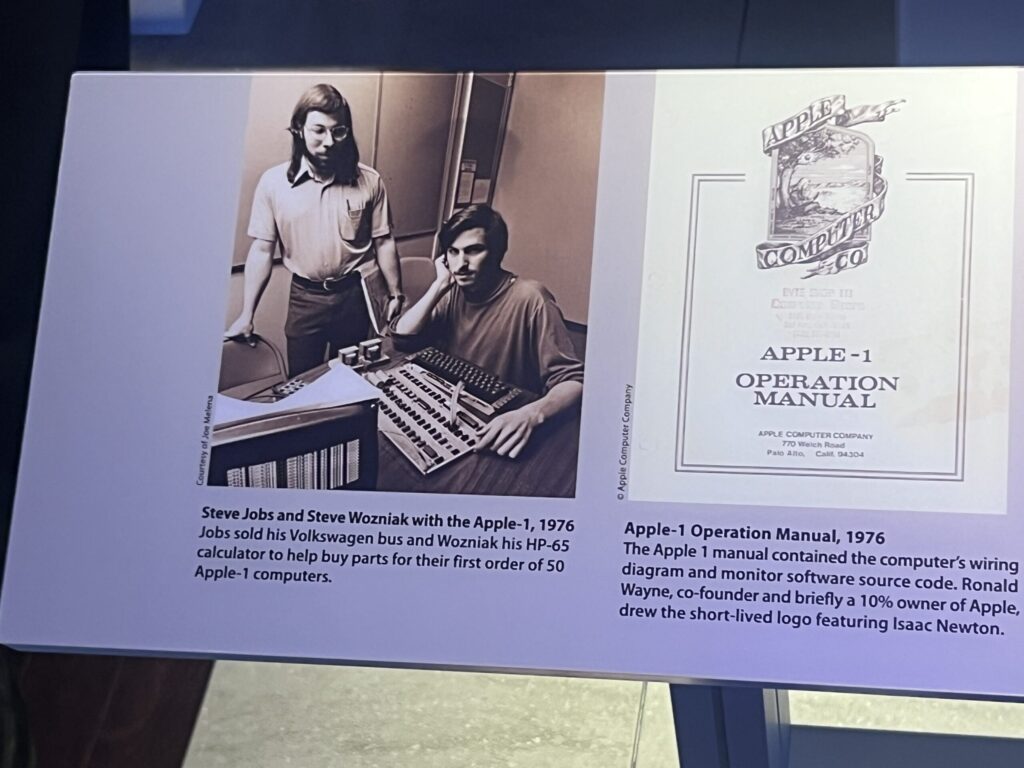 Courtesy of Joe Melena
Steve Jobs and Steve Wozniak with the Apple-1, 1976
Jobs sold his Volkswagen bus and Wozniak his HP-65
calculator to help buy parts for their first order of 50
Apple-1 computers.
APPLE
COMPUTER
CO
BYTE SHOP III
APPLE-1
OPERATION
MANUAL
APPLE COMPUTER COMPANY
770 Welch Road
Palo Alto, Calif. 94304
© Apple Computer Company
Apple-1 Operation Manual, 1976
The Apple 1 manual contained the computer's wiring
diagram and monitor software source code. Ronald
Wayne, co-founder and briefly a 10% owner of Apple,
drew the short-lived logo featuring Isaac Newton.